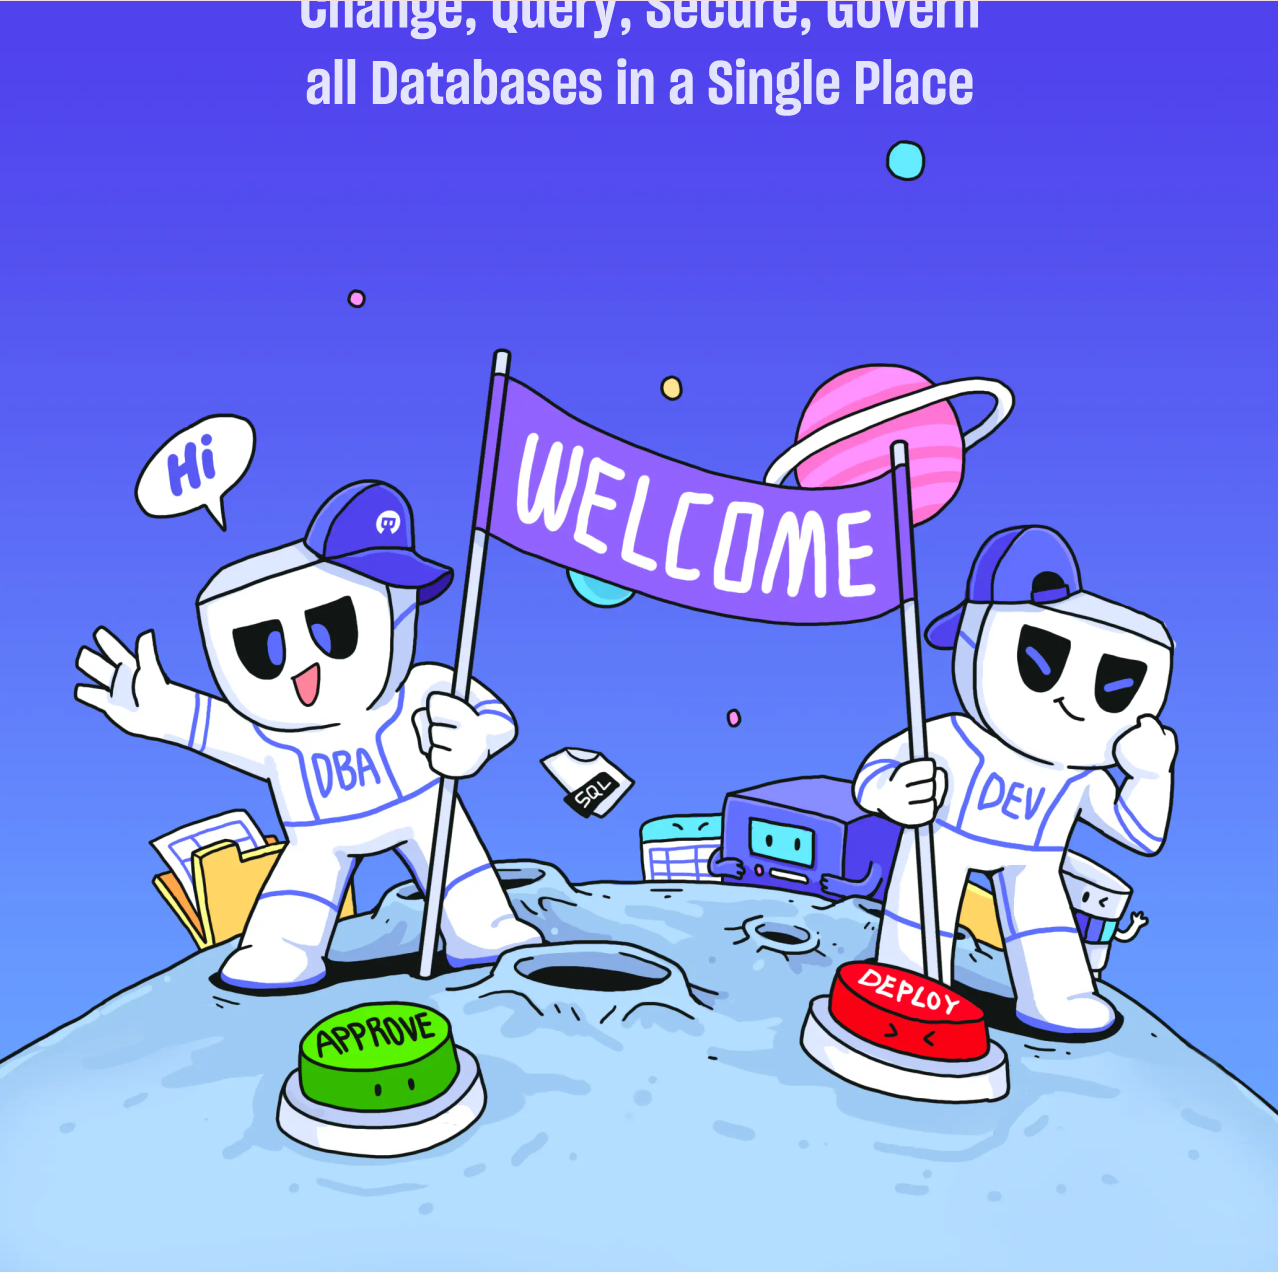 Change, Query, Secure, Govern
all Databases in a Single Place
Hi
WELCOME
DBA
DEV
SQL
DEPLOY
APPROVE